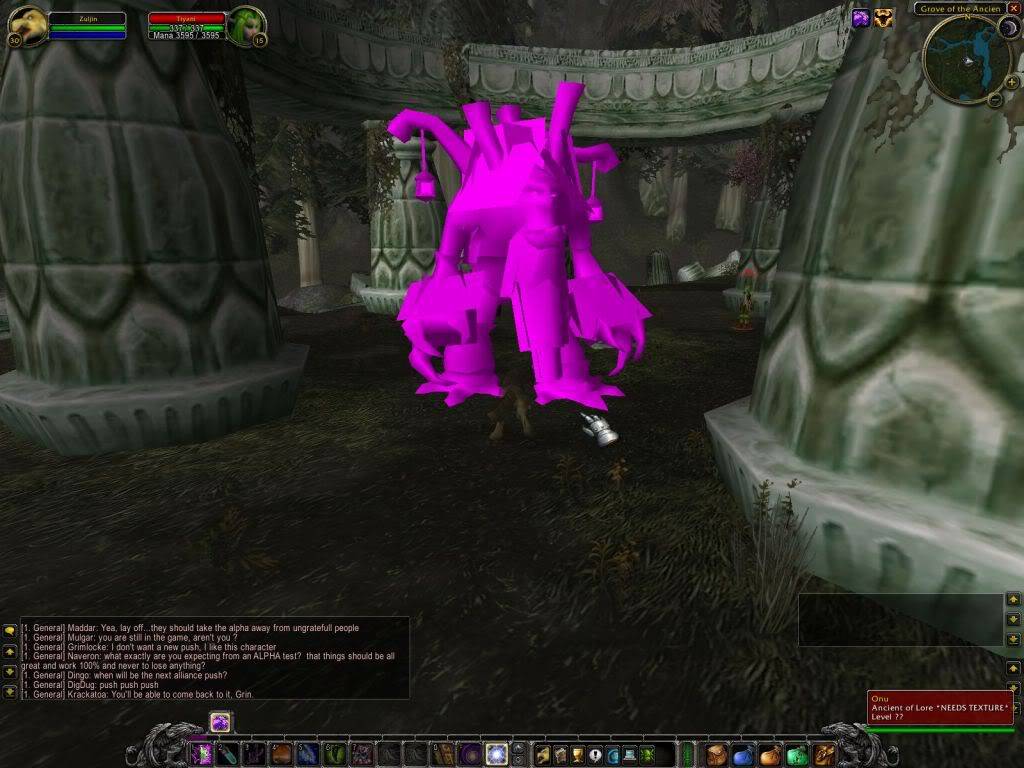 Zuljin
30
Tiyani
337 / 337
Mana 3595 / 3595
15
Grove of the Ancien
N
[1. General] Maddar: Yea, lay off...they should take the alpha away from ungratefull people
[1. General] Mulgar: you are still in the game, aren't you ?
[1. General] Grimlocke: I don't want a new push, I like this character
[1. General] Naveron: what exactly are you expecting from an ALPHA test?  that things should be all
great and work 100% and never to lose anything?
[1. General] Dingo: when will be the next alliance push?
[1. General] DigDug: push push push
[1. General] Krackatoa: You'll be able to come back to it, Grin.
Onu
Ancient of Lore *NEEDS TEXTURE*
Level ??